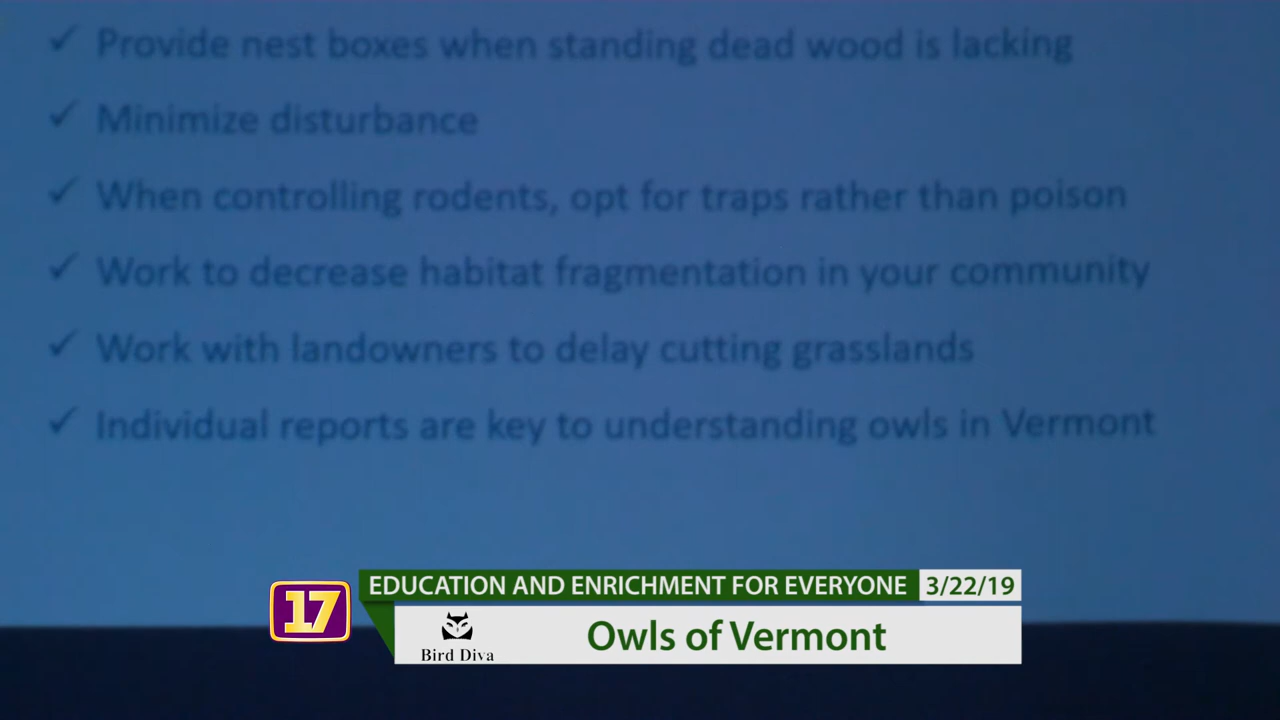 ✓ Provide nest boxes when standing dead wood is lacking
✓ Minimize disturbance
✓ When controlling rodents, opt for traps rather than poison
✓ Work to decrease habitat fragmentation in your community
✓ Work with landowners to delay cutting grasslands
✓ Individual reports are key to understanding owls in Vermont
EDUCATION AND ENRICHMENT FOR EVERYONE 3/22/19
17
Owls of Vermont
Bird Diva